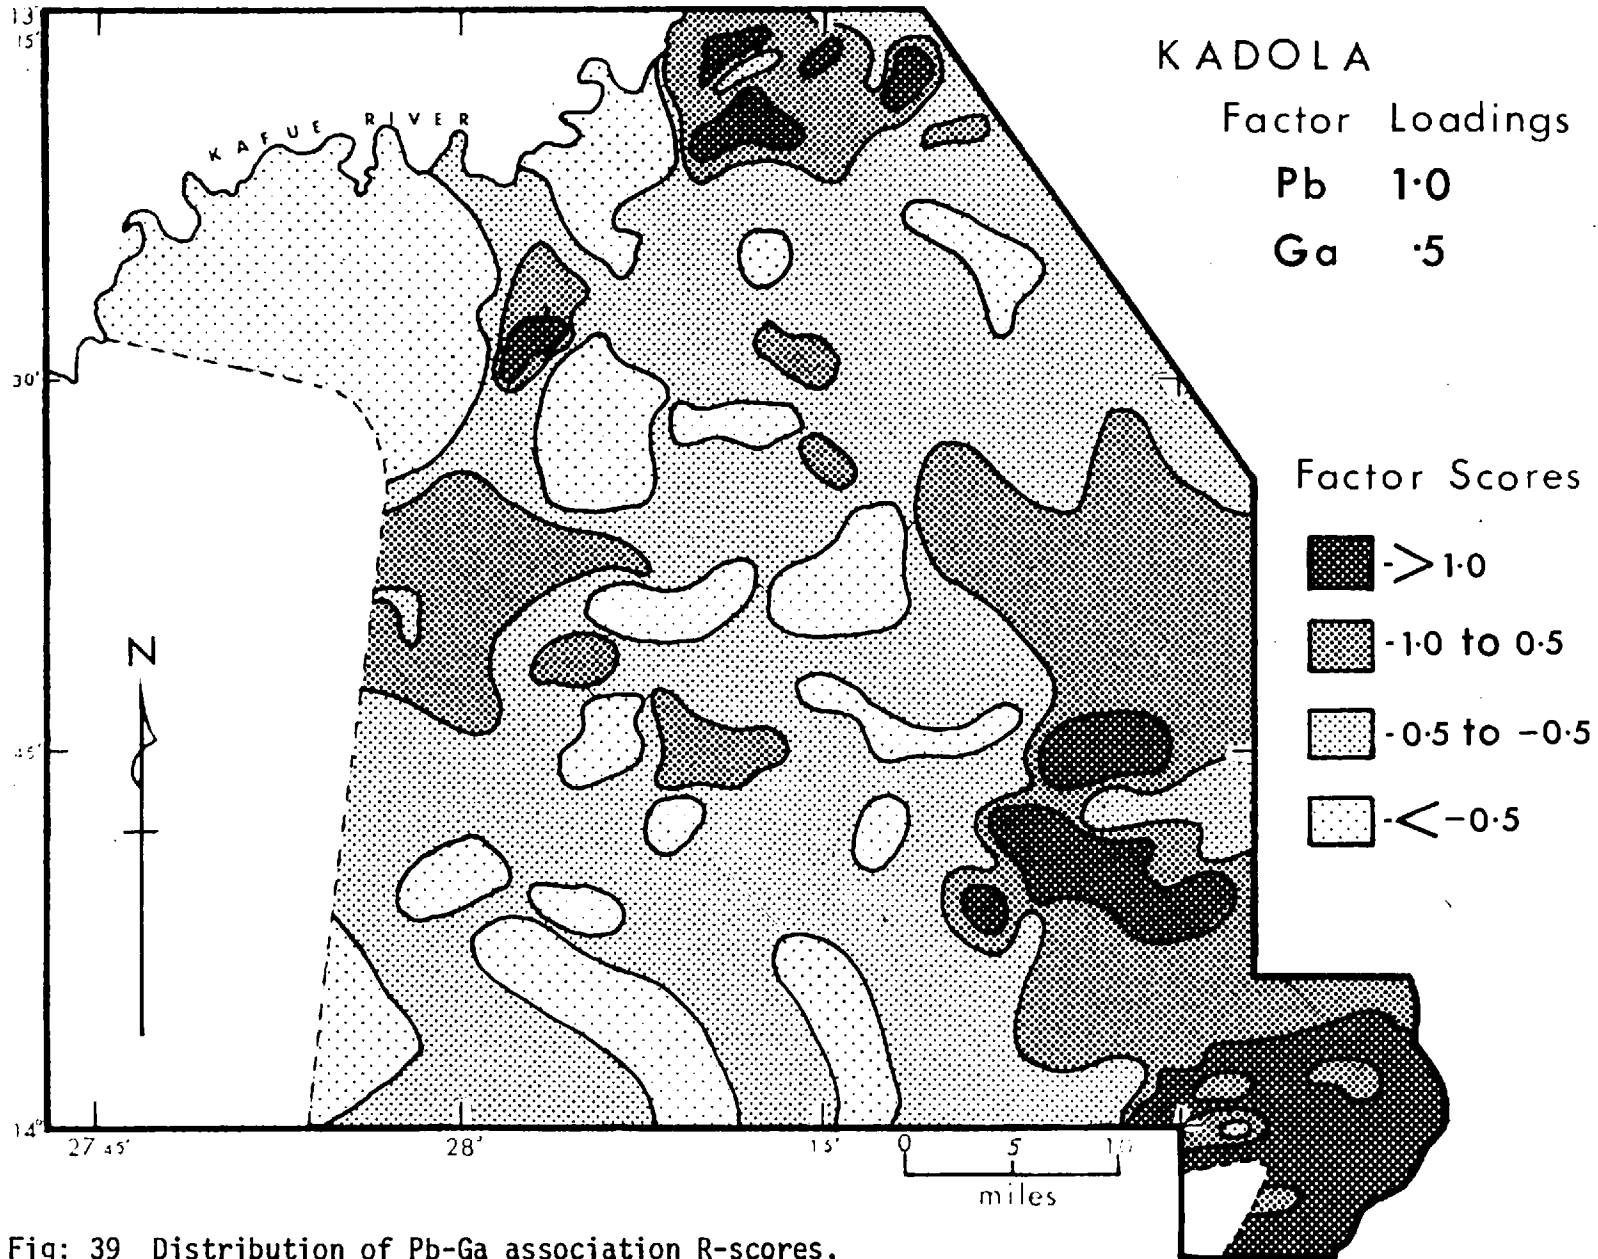 13°
15'
KADOLA
Factor Loadings
Pb 1·0
Ga ·5
KAFUE RIVER
30'
Factor Scores
->1·0
-1·0 to 0·5
-0·5 to -0·5
-<-0·5
N
45'
14°
27 45'
28°
15'
0 5 10
miles
Fig: 39 Distribution of Pb-Ga association R-scores.